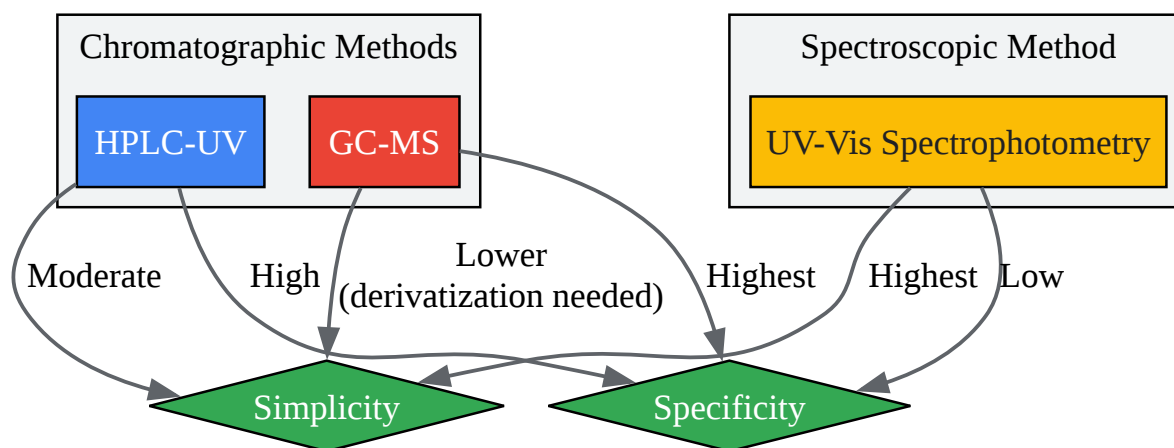 Chromatographic Methods
Spectroscopic Method
HPLC-UV
GC-MS
UV-Vis Spectrophotometry
Moderate
High
Lower
(derivatization needed)
Highest
Highest
Low
Simplicity
Specificity